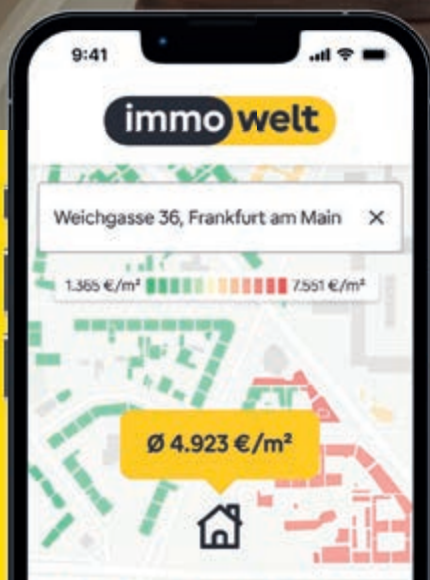 9:41
immowelt
Weichgasse 36, Frankfurt am Main ×
1.365 €/m² 7.551 €/m²
Ø 4.923 €/m²